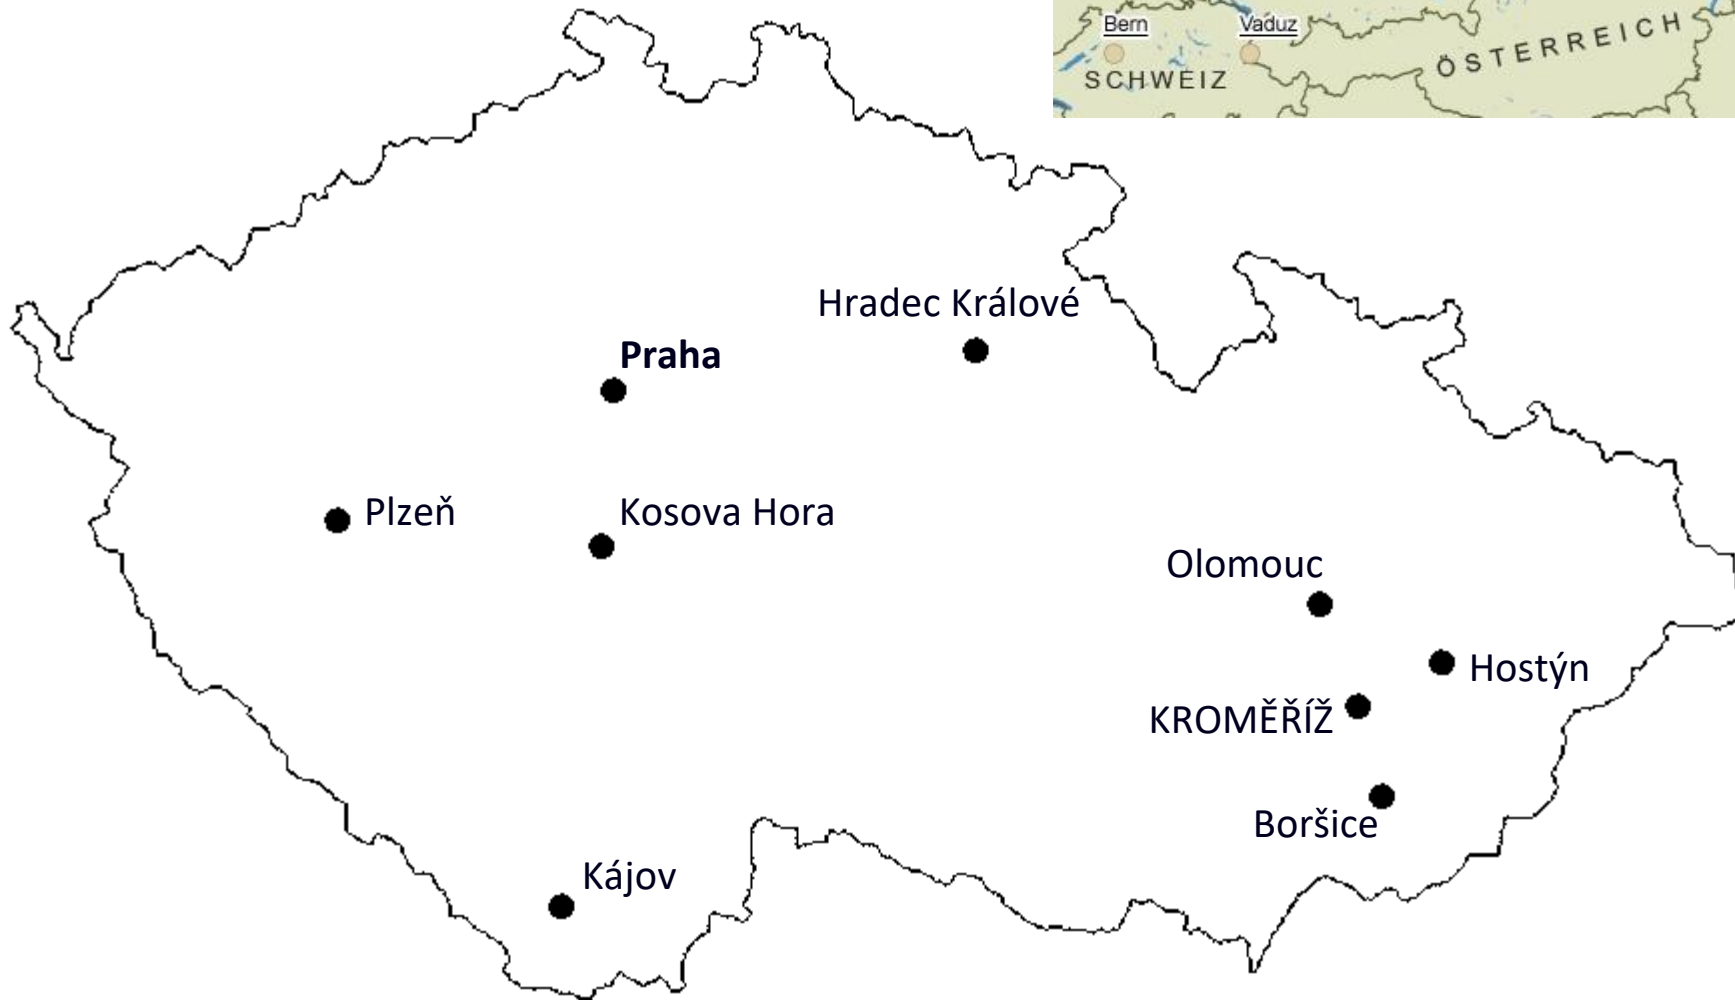 Bern
Vaduz
SCHWEIZ
ÖSTERREICH
Hradec Králové
Praha
Plzeň
Kosova Hora
Olomouc
Hostýn
KROMĚŘÍŽ
Boršice
Kájov